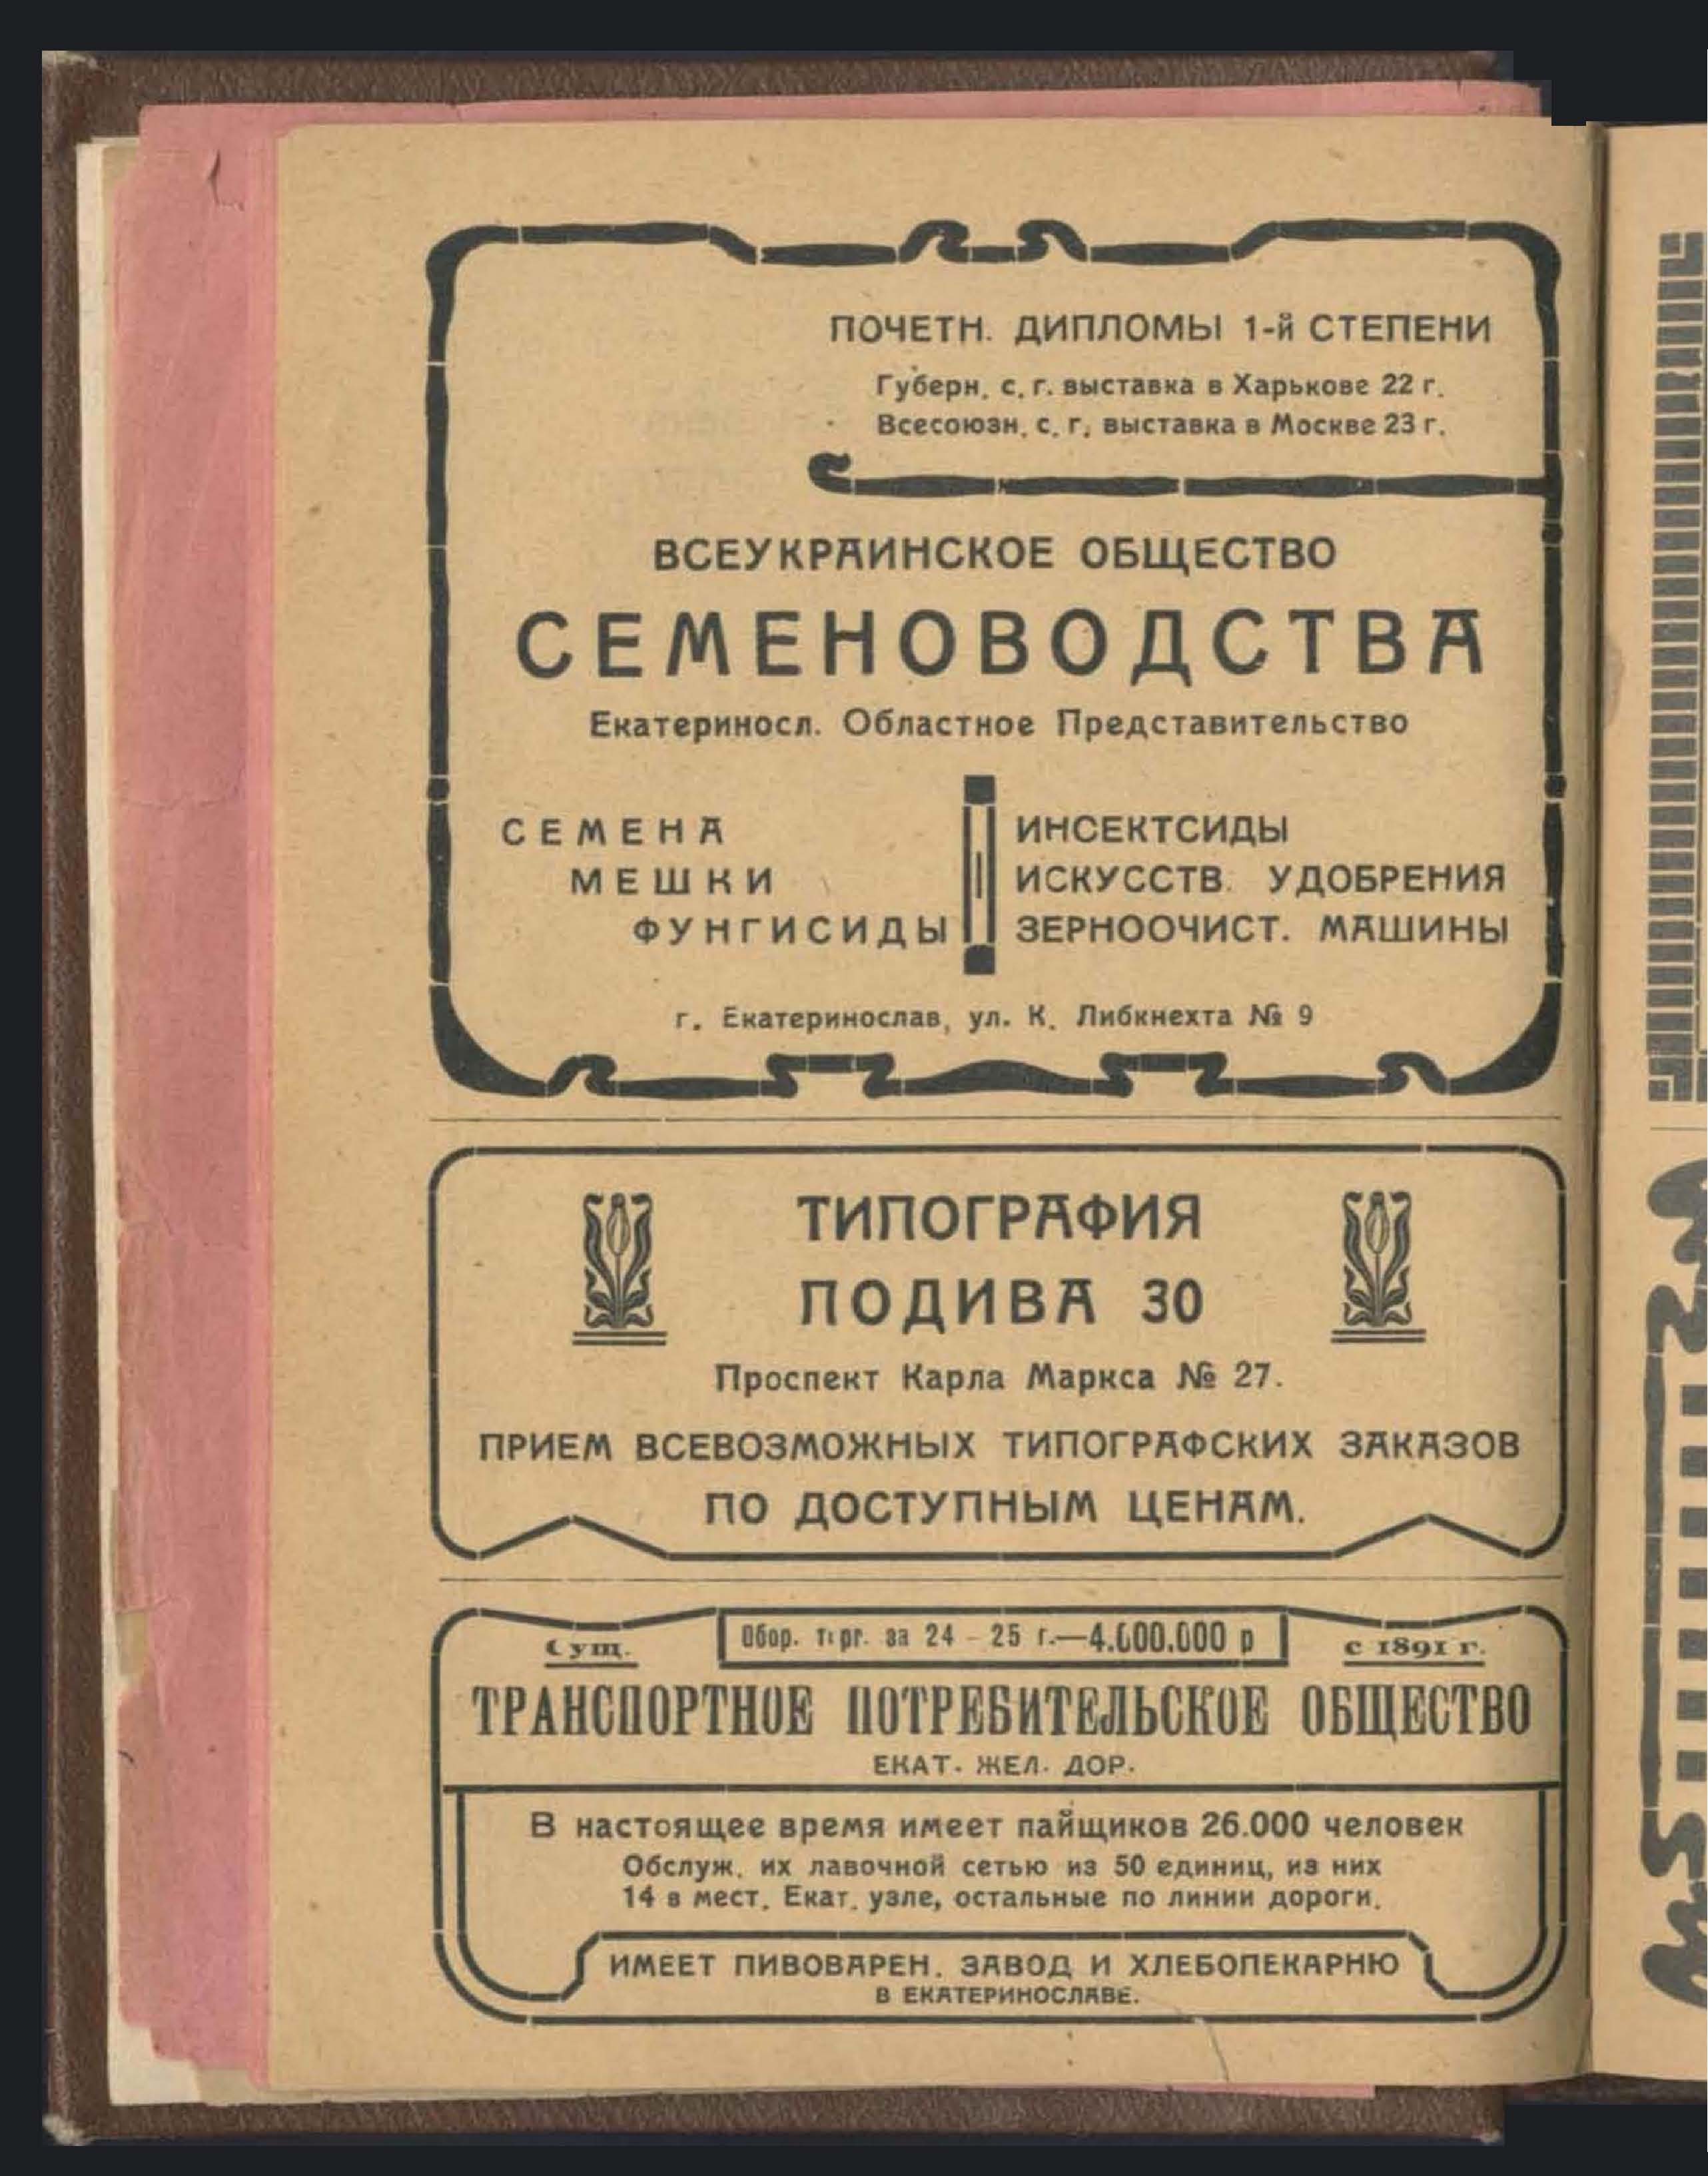 ПОЧЕТН. ДИПЛОМЫ 1-й СТЕПЕНИ
Губерн. с. г. выставка в Харькове 22 г.
Всесоюзн. с. г. выставка в Москве 23 г.
ВСЕУКРАИНСКОЕ ОБЩЕСТВО
СЕМЕНОВОДСТВА
Екатериносл. Областное Представительство
СЕМЕНА
МЕШКИ
ФУНГИСИДЫ
ИНСЕКТСИДЫ
ИСКУССТВ. УДОБРЕНИЯ
ЗЕРНООЧИСТ. МАШИНЫ
г. Екатеринослав, ул. К. Либкнехта № 9
ТИПОГРАФИЯ
ПОДИВА 30
Проспект Карла Маркса № 27.
ПРИЕМ ВСЕВОЗМОЖНЫХ ТИПОГРАФСКИХ ЗАКАЗОВ
ПО ДОСТУПНЫМ ЦЕНАМ.
Сущ. Обор. торг. за 24 – 25 г.—4.600.000 р с 1891 г.
ТРАНСПОРТНОЕ ПОТРЕБИТЕЛЬСКОЕ ОБЩЕСТВО
ЕКАТ. ЖЕЛ. ДОР.
В настоящее время имеет пайщиков 26.000 человек
Обслуж. их лавочной сетью из 50 единиц, из них
14 в мест. Екат. узле, остальные по линии дороги.
ИМЕЕТ ПИВОВАРЕН. ЗАВОД И ХЛЕБОПЕКАРНЮ
В ЕКАТЕРИНОСЛАВЕ.